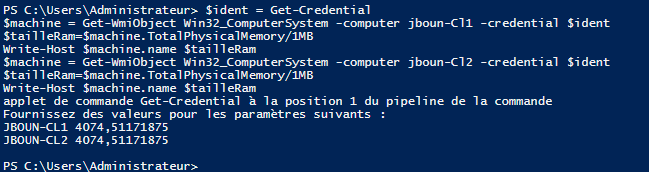 PS C:\Users\Administrateur> $ident = Get-Credential
$machine = Get-WmiObject Win32_ComputerSystem -computer jboun-Cl1 -credential $ident
$tailleRam=$machine.TotalPhysicalMemory/1MB
Write-Host $machine.name $tailleRam
$machine = Get-WmiObject Win32_ComputerSystem -computer jboun-Cl2 -credential $ident
$tailleRam=$machine.TotalPhysicalMemory/1MB
Write-Host $machine.name $tailleRam
applet de commande Get-Credential à la position 1 du pipeline de la commande
Fournissez des valeurs pour les paramètres suivants :
JBOUN-CL1 4074,51171875
JBOUN-CL2 4074,51171875
PS C:\Users\Administrateur>